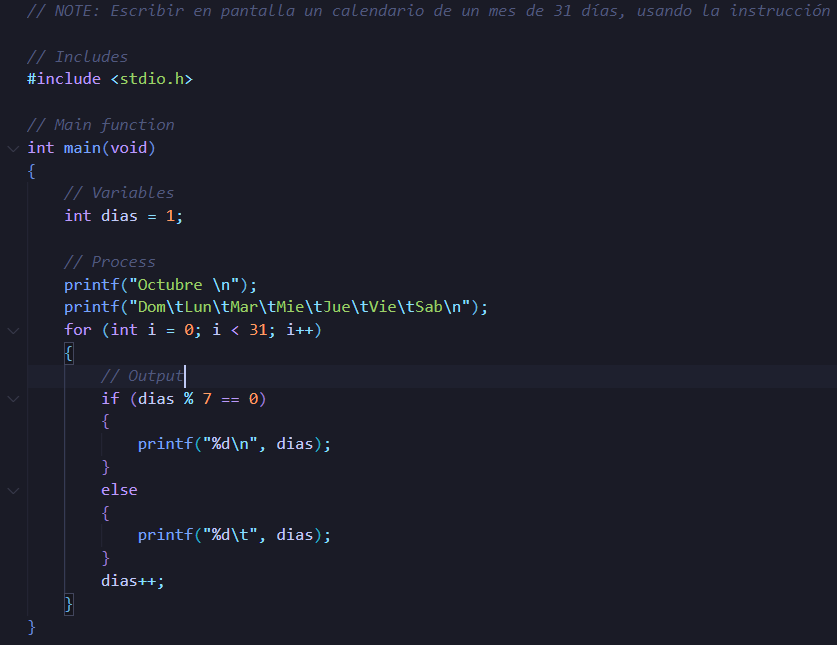 // NOTE: Escribir en pantalla un calendario de un mes de 31 días, usando la instrucción
// Includes
#include <stdio.h>
// Main function
int main(void)
{
// Variables
int dias = 1;
// Process
printf("Octubre \n");
printf("Dom\tLun\tMar\tMie\tJue\tVie\tSab\n");
for (int i = 0; i < 31; i++)
{
// Output
if (dias % 7 == 0)
{
printf("%d\n", dias);
}
else
{
printf("%d\t", dias);
}
dias++;
}
}